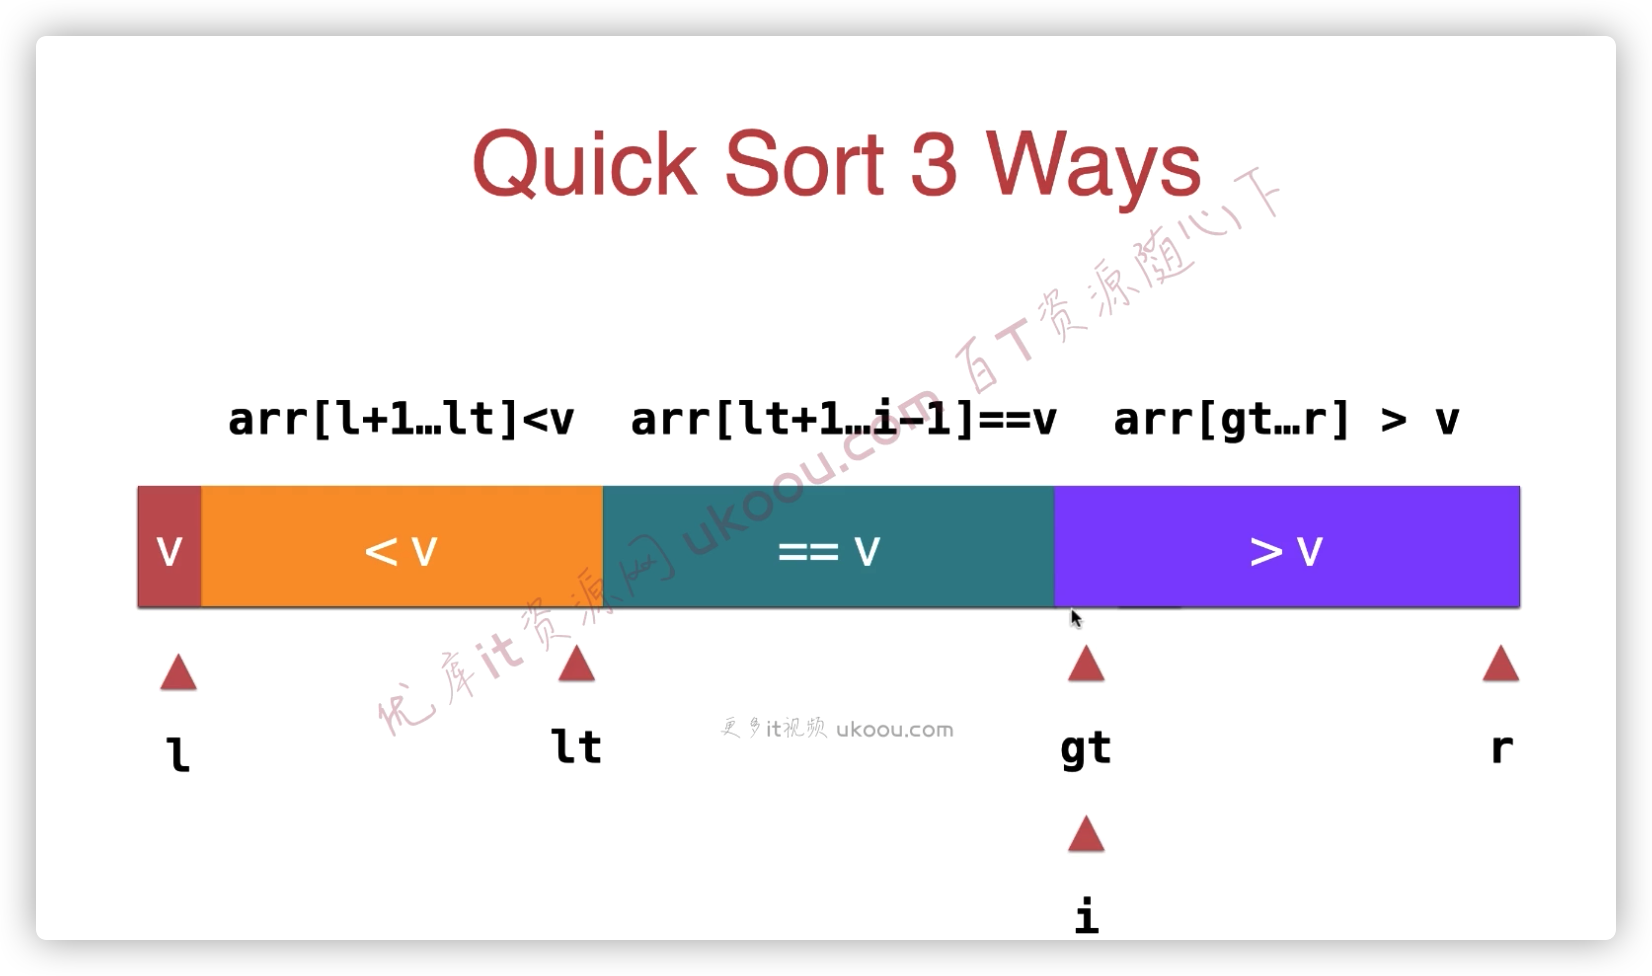 Quick Sort 3 Ways
arr[l+1…lt]<v arr[lt+1…i-1]==v arr[gt…r] > v
v < v == v > v
l lt gt r
i
优库it资源网 ukoou.com 百T资源随心下
更多it视频 ukoou.com